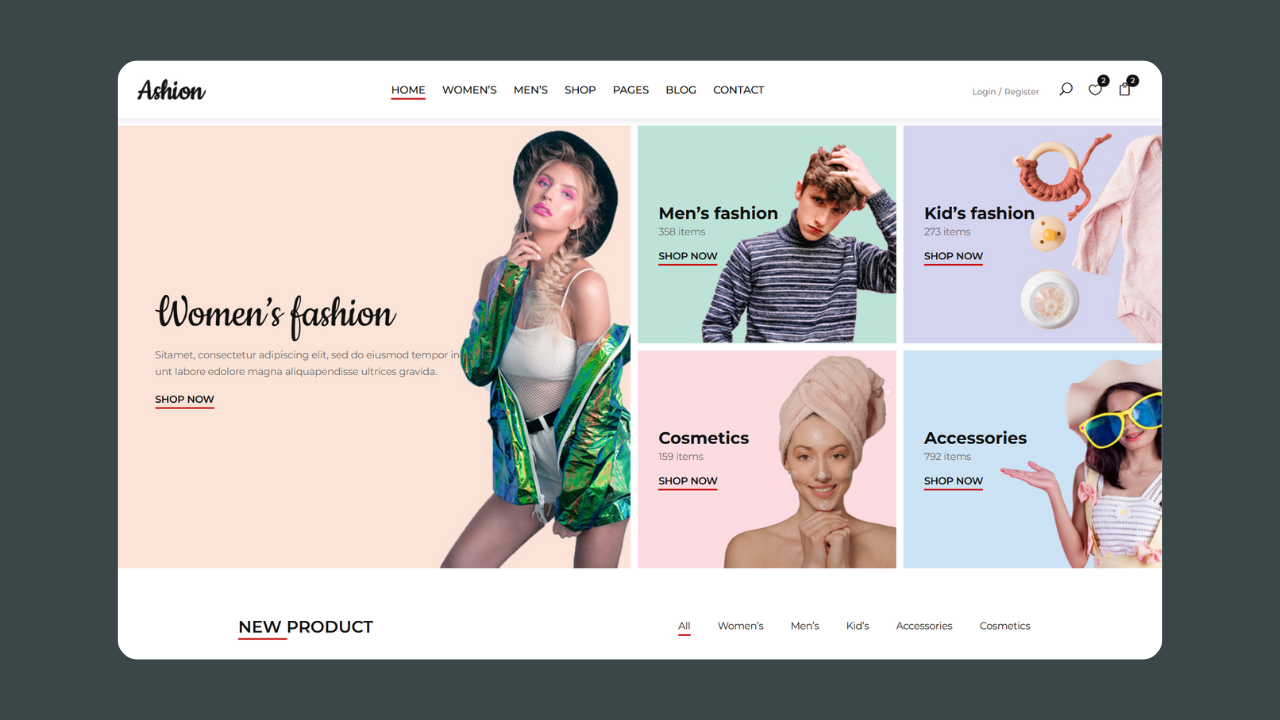 Ashion
HOME WOMEN'S MEN'S SHOP PAGES BLOG CONTACT
Login / Register
2
2
Women's fashion
Sitamet, consectetur adipiscing elit, sed do eiusmod tempor in
unt labore edolore magna aliquapendisse ultrices gravida.
SHOP NOW
Men's fashion
358 items
SHOP NOW
Kid's fashion
273 items
SHOP NOW
Cosmetics
159 items
SHOP NOW
Accessories
792 items
SHOP NOW
NEW PRODUCT
All Women's Men's Kid's Accessories Cosmetics